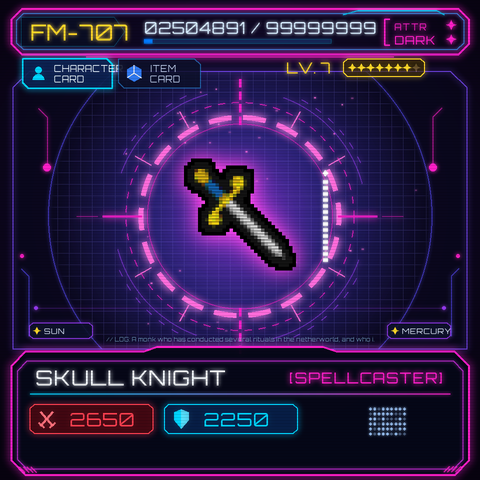 FM-707
02504891 / 99999999
ATTR
DARK
CHARACTER
CARD
ITEM
CARD
LV.7
SUN
MERCURY
// LOG: A monk who has conducted several rituals in the netherworld, and who i
SKULL KNIGHT
[SPELLCASTER]
2650
2250